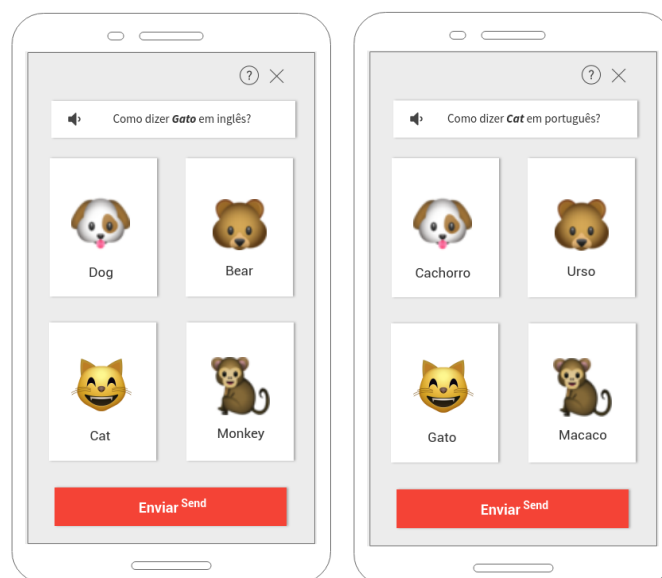 ?
Como dizer Gato em inglês?
Dog
Bear
Cat
Monkey
Enviar Send
?
Como dizer Cat em português?
Cachorro
Urso
Gato
Macaco
Enviar Send